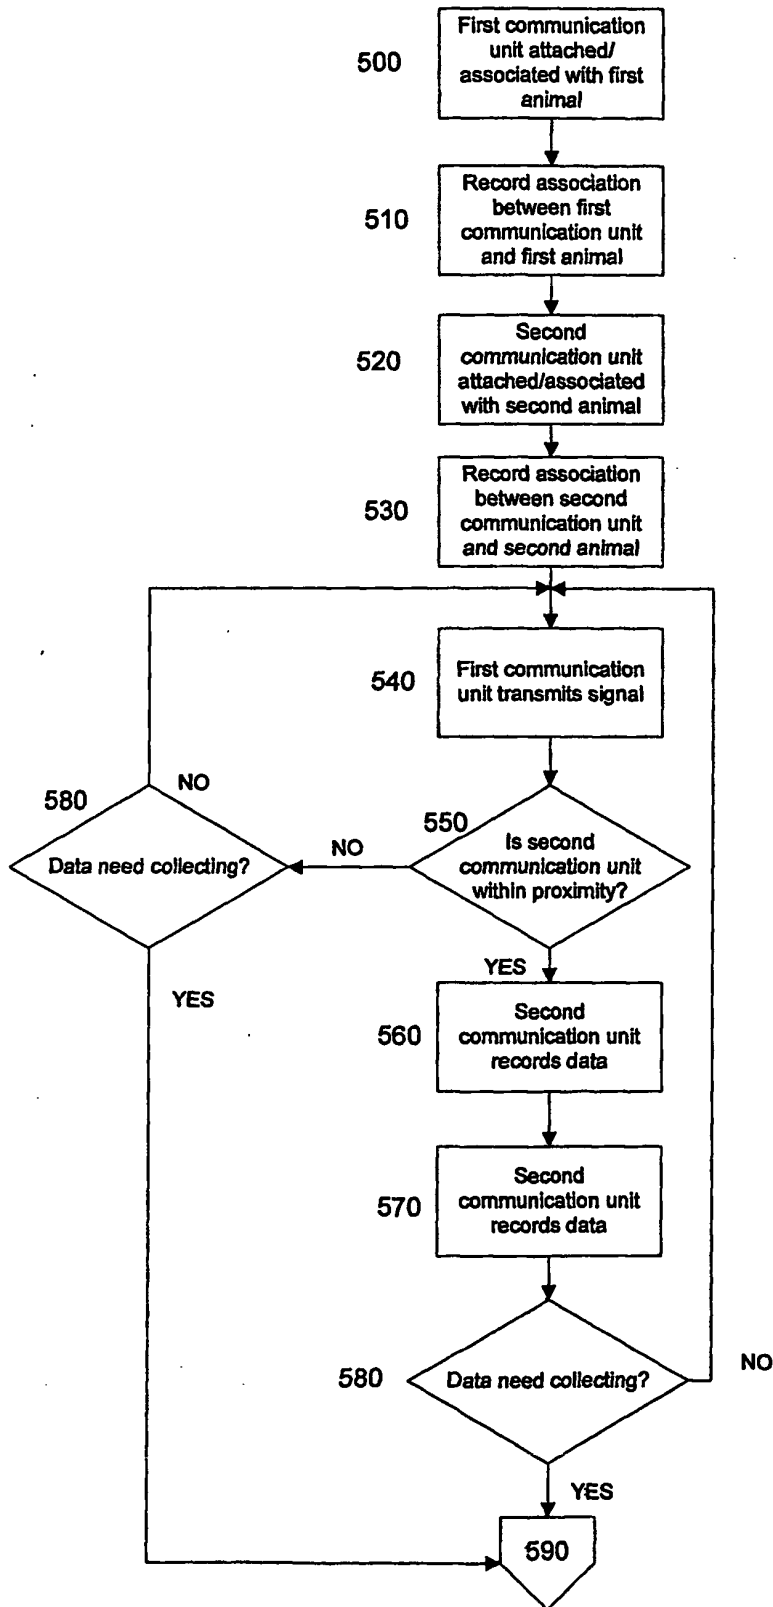 500
First communication
unit attached/
associated with first
animal
510
Record association
between first
communication unit
and first animal
520
Second
communication unit
attached/associated
with second animal
530
Record association
between second
communication unit
and second animal
540
First communication
unit transmits signal
580
NO
Data need collecting?
YES
550
NO
Is second
communication unit
within proximity?
YES
560
Second
communication unit
records data
570
Second
communication unit
records data
580
Data need collecting?
NO
YES
590